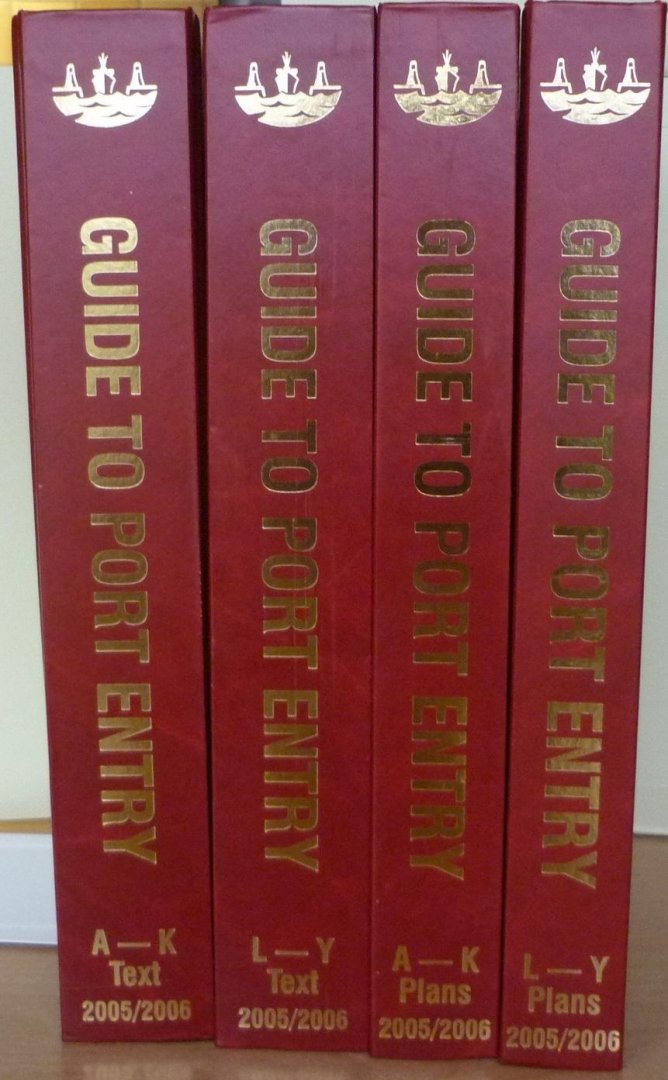 GUIDE TO PORT ENTRY
A — K
Text
2005/2006
GUIDE TO PORT ENTRY
L — Y
Text
2005/2006
GUIDE TO PORT ENTRY
A — K
Plans
2005/2006
GUIDE TO PORT ENTRY
L — Y
Plans
2005/2006